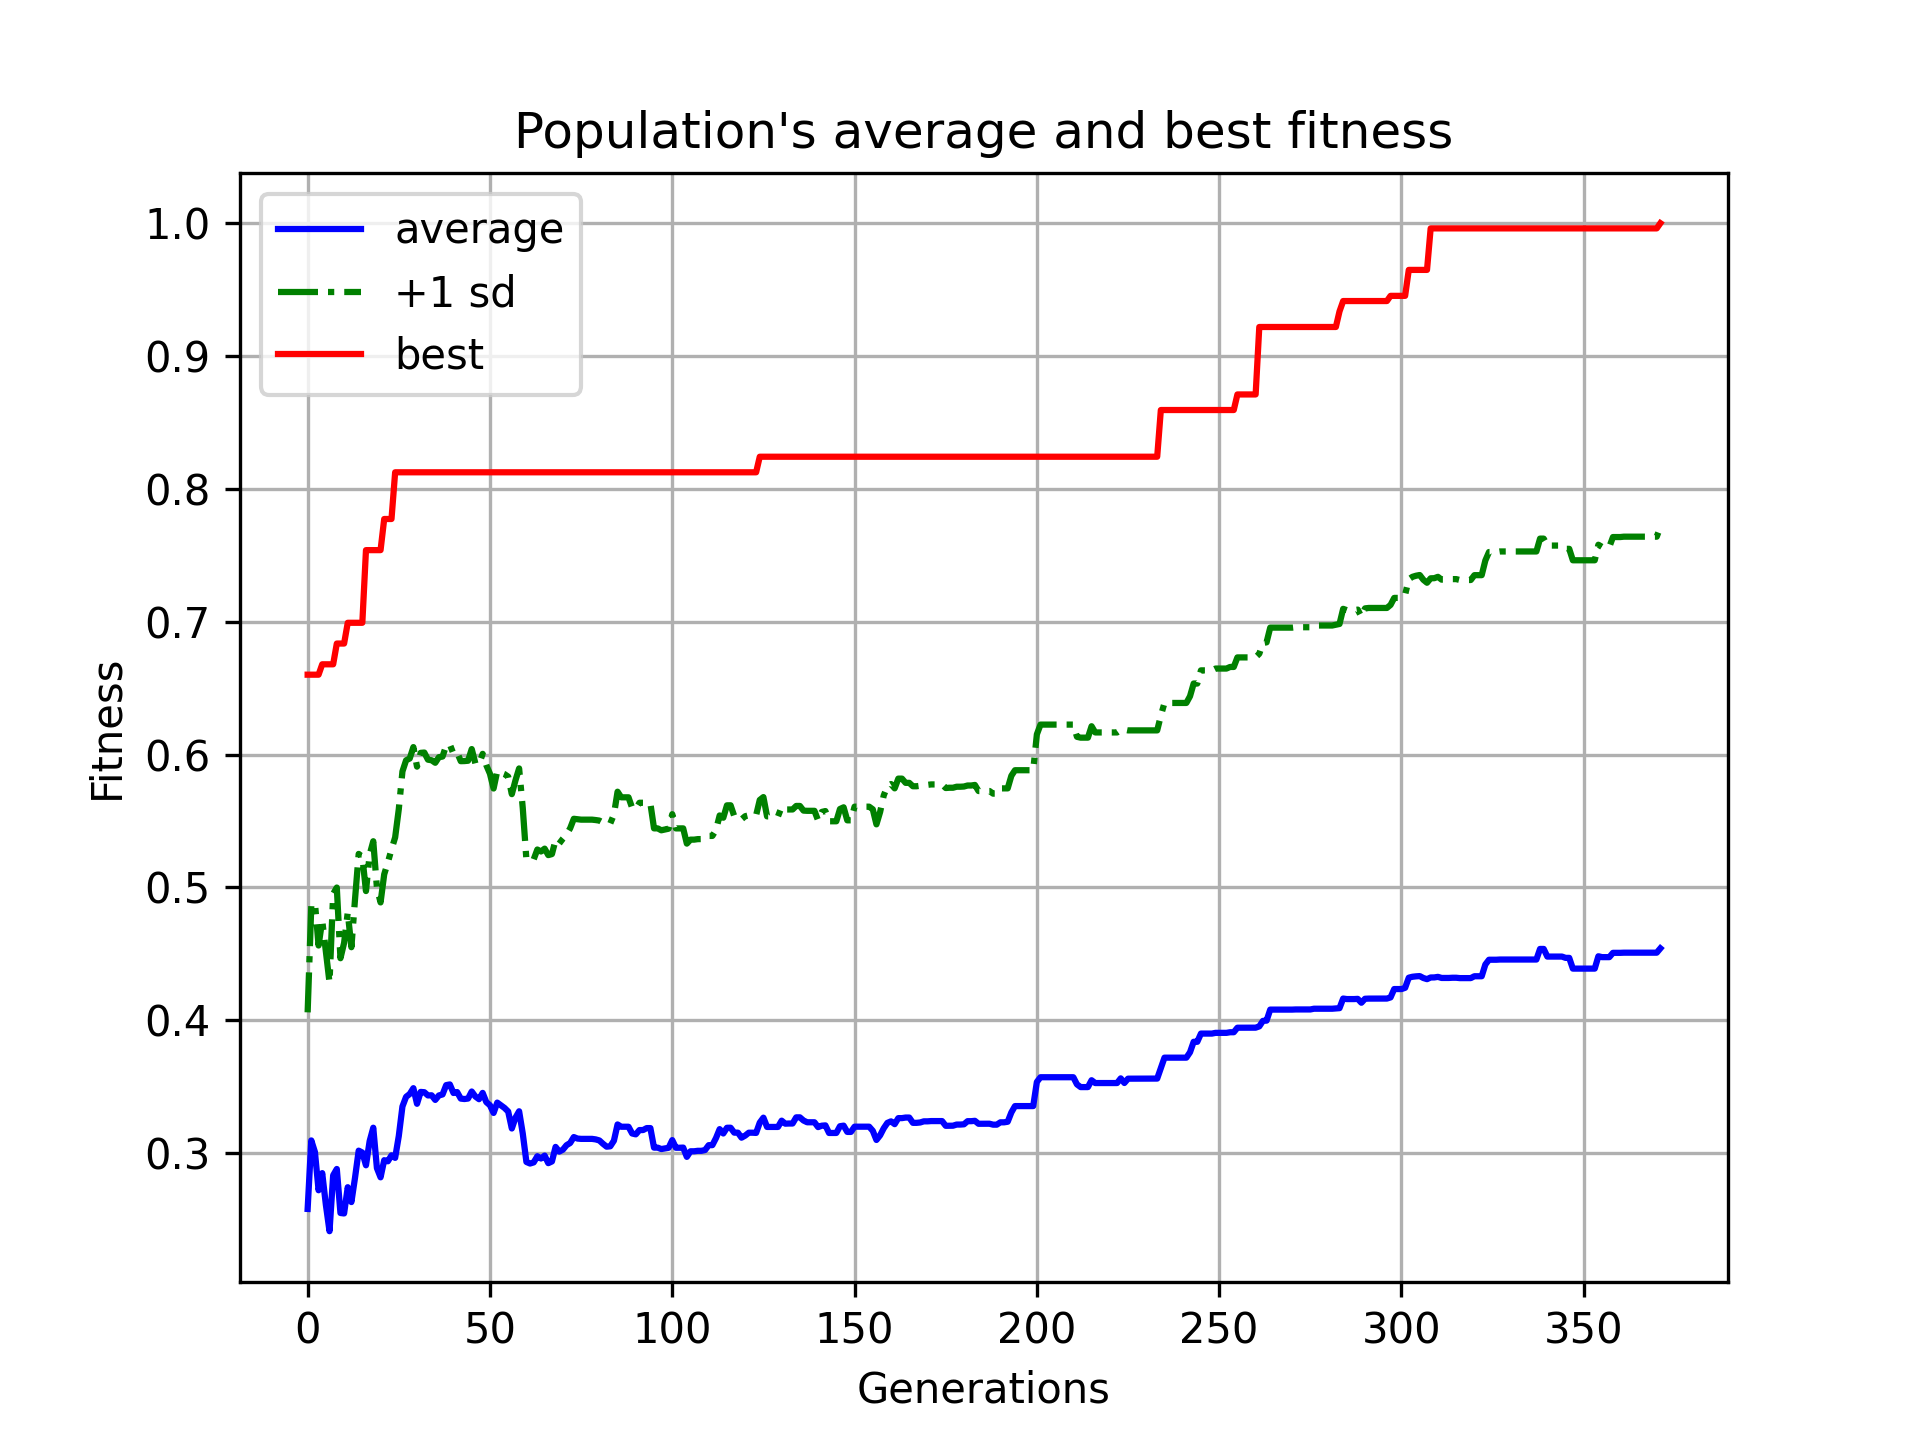 Population's average and best fitness
average
+1 sd
best
1.0
0.9
0.8
0.7
0.6
0.5
0.4
0.3
Fitness
0 50 100 150 200 250 300 350
Generations